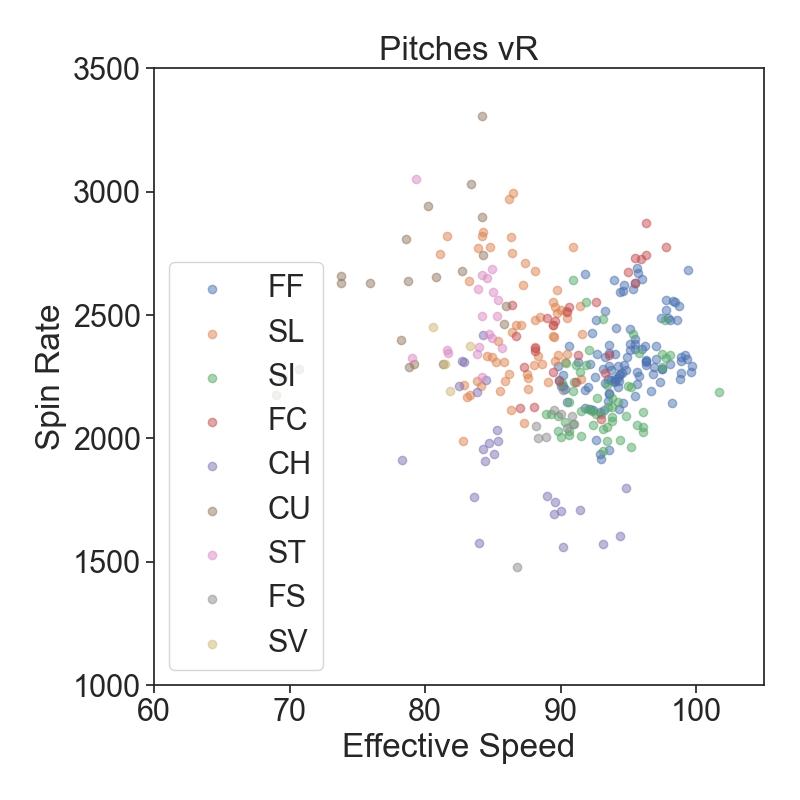 Pitches vR
3500
3000
2500
2000
1500
1000
Spin Rate
FF
SL
SI
FC
CH
CU
ST
FS
SV
60 70 80 90 100
Effective Speed